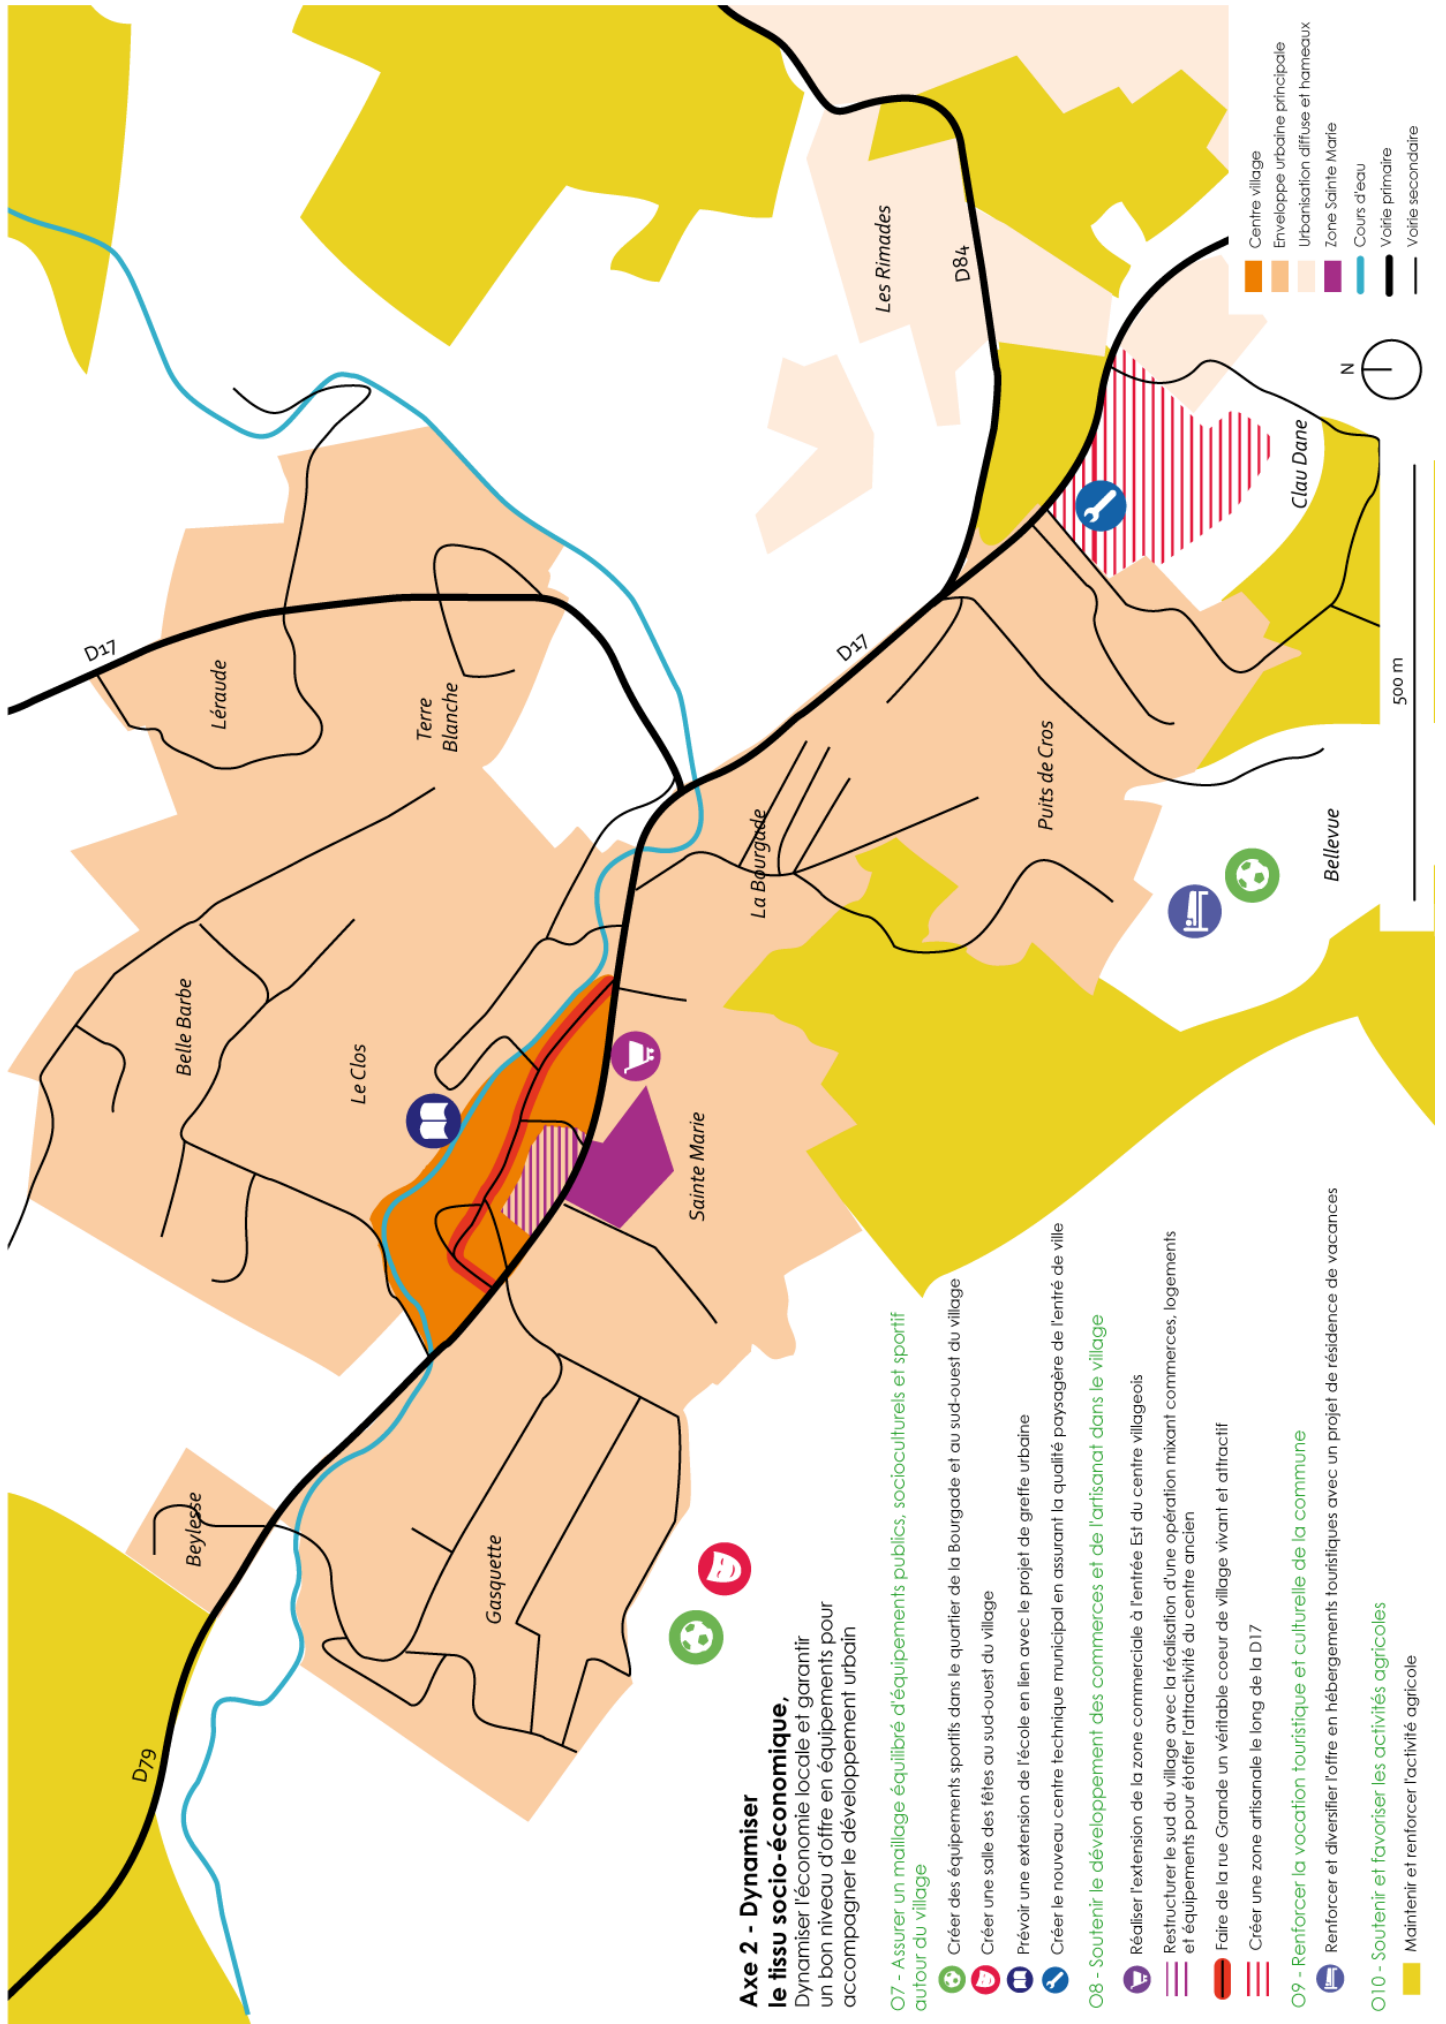 D79
D17
D17
D84
Beylesse
Gasquette
Belle Barbe
Le Clos
Léraude
Terre
Blanche
Sainte Marie
La Bourgade
Puits de Cros
Bellevue
Clau Dane
Les Rimades
Axe 2 - Dynamiser
le tissu socio-économique,
Dynamiser l'économie locale et garantir
un bon niveau d'offre en équipements pour
accompagner le développement urbain
O7 - Assurer un maillage équilibré d'équipements publics, socioculturels et sportif
autour du village
Créer des équipements sportifs dans le quartier de la Bourgade et au sud-ouest du village
Créer une salle des fêtes au sud-ouest du village
Prévoir une extension de l'école en lien avec le projet de greffe urbaine
Créer le nouveau centre technique municipal en assurant la qualité paysagère de l'entré de ville
O8 - Soutenir le développement des commerces et de l'artisanat dans le village
Réaliser l'extension de la zone commerciale à l'entrée Est du centre villageois
Restructurer le sud du village avec la réalisation d'une opération mixant commerces, logements
et équipements pour étoffer l'attractivité du centre ancien
Faire de la rue Grande un véritable coeur de village vivant et attractif
Créer une zone artisanale le long de la D17
O9 - Renforcer la vocation touristique et culturelle de la commune
Renforcer et diversifier l'offre en hébergements touristiques avec un projet de résidence de vacances
O10 - Soutenir et favoriser les activités agricoles
Maintenir et renforcer l'activité agricole
500 m
N
Centre village
Enveloppe urbaine principale
Urbanisation diffuse et hameaux
Zone Sainte Marie
Cours d'eau
Voirie primaire
Voirie secondaire